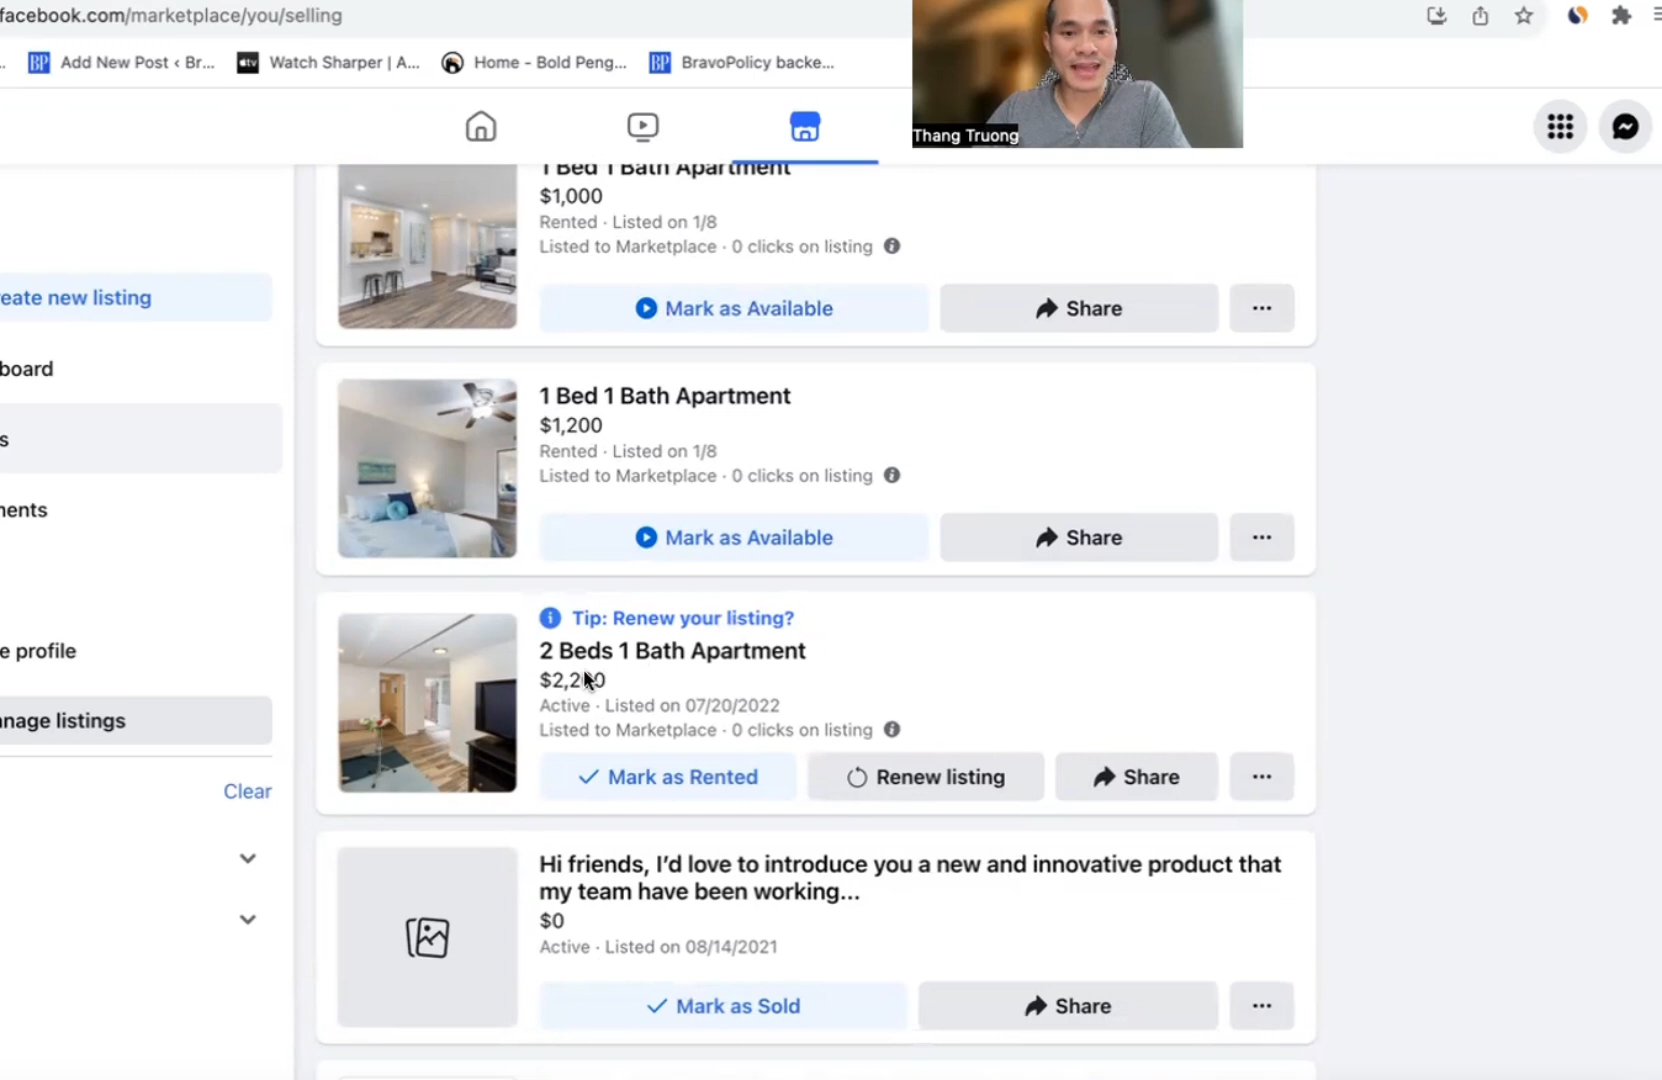 facebook.com/marketplace/you/selling
Add New Post ‹ Br...
Watch Sharper | A...
Home - Bold Peng...
BravoPolicy backe...
Thang Truong
1 Bed 1 Bath Apartment
$1,000
Rented · Listed on 1/8
Listed to Marketplace · 0 clicks on listing
Mark as Available
Share
eate new listing
board
s
nents
e profile
anage listings
Clear
1 Bed 1 Bath Apartment
$1,200
Rented · Listed on 1/8
Listed to Marketplace · 0 clicks on listing
Mark as Available
Share
Tip: Renew your listing?
2 Beds 1 Bath Apartment
Active · Listed on 07/20/2022
Listed to Marketplace · 0 clicks on listing
Mark as Rented
Renew listing
Share
Hi friends, I'd love to introduce you a new and innovative product that
my team have been working...
$0
Active · Listed on 08/14/2021
Mark as Sold
Share